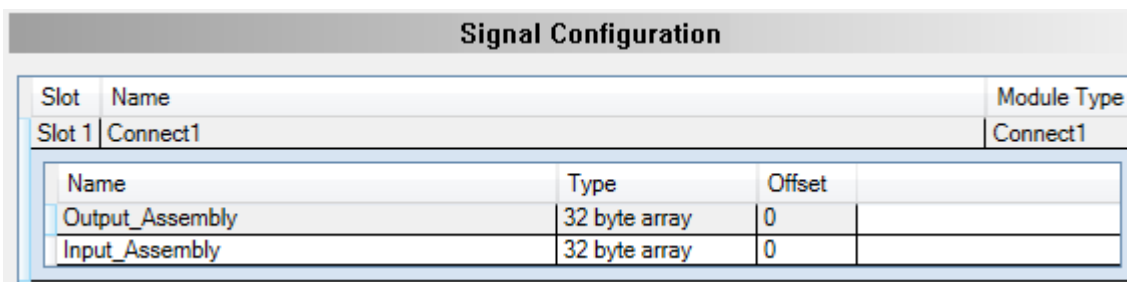 Signal Configuration
Slot Name Module Type
Slot 1 Connect1 Connect1
Name Type Offset
Output_Assembly 32 byte array 0
Input_Assembly 32 byte array 0